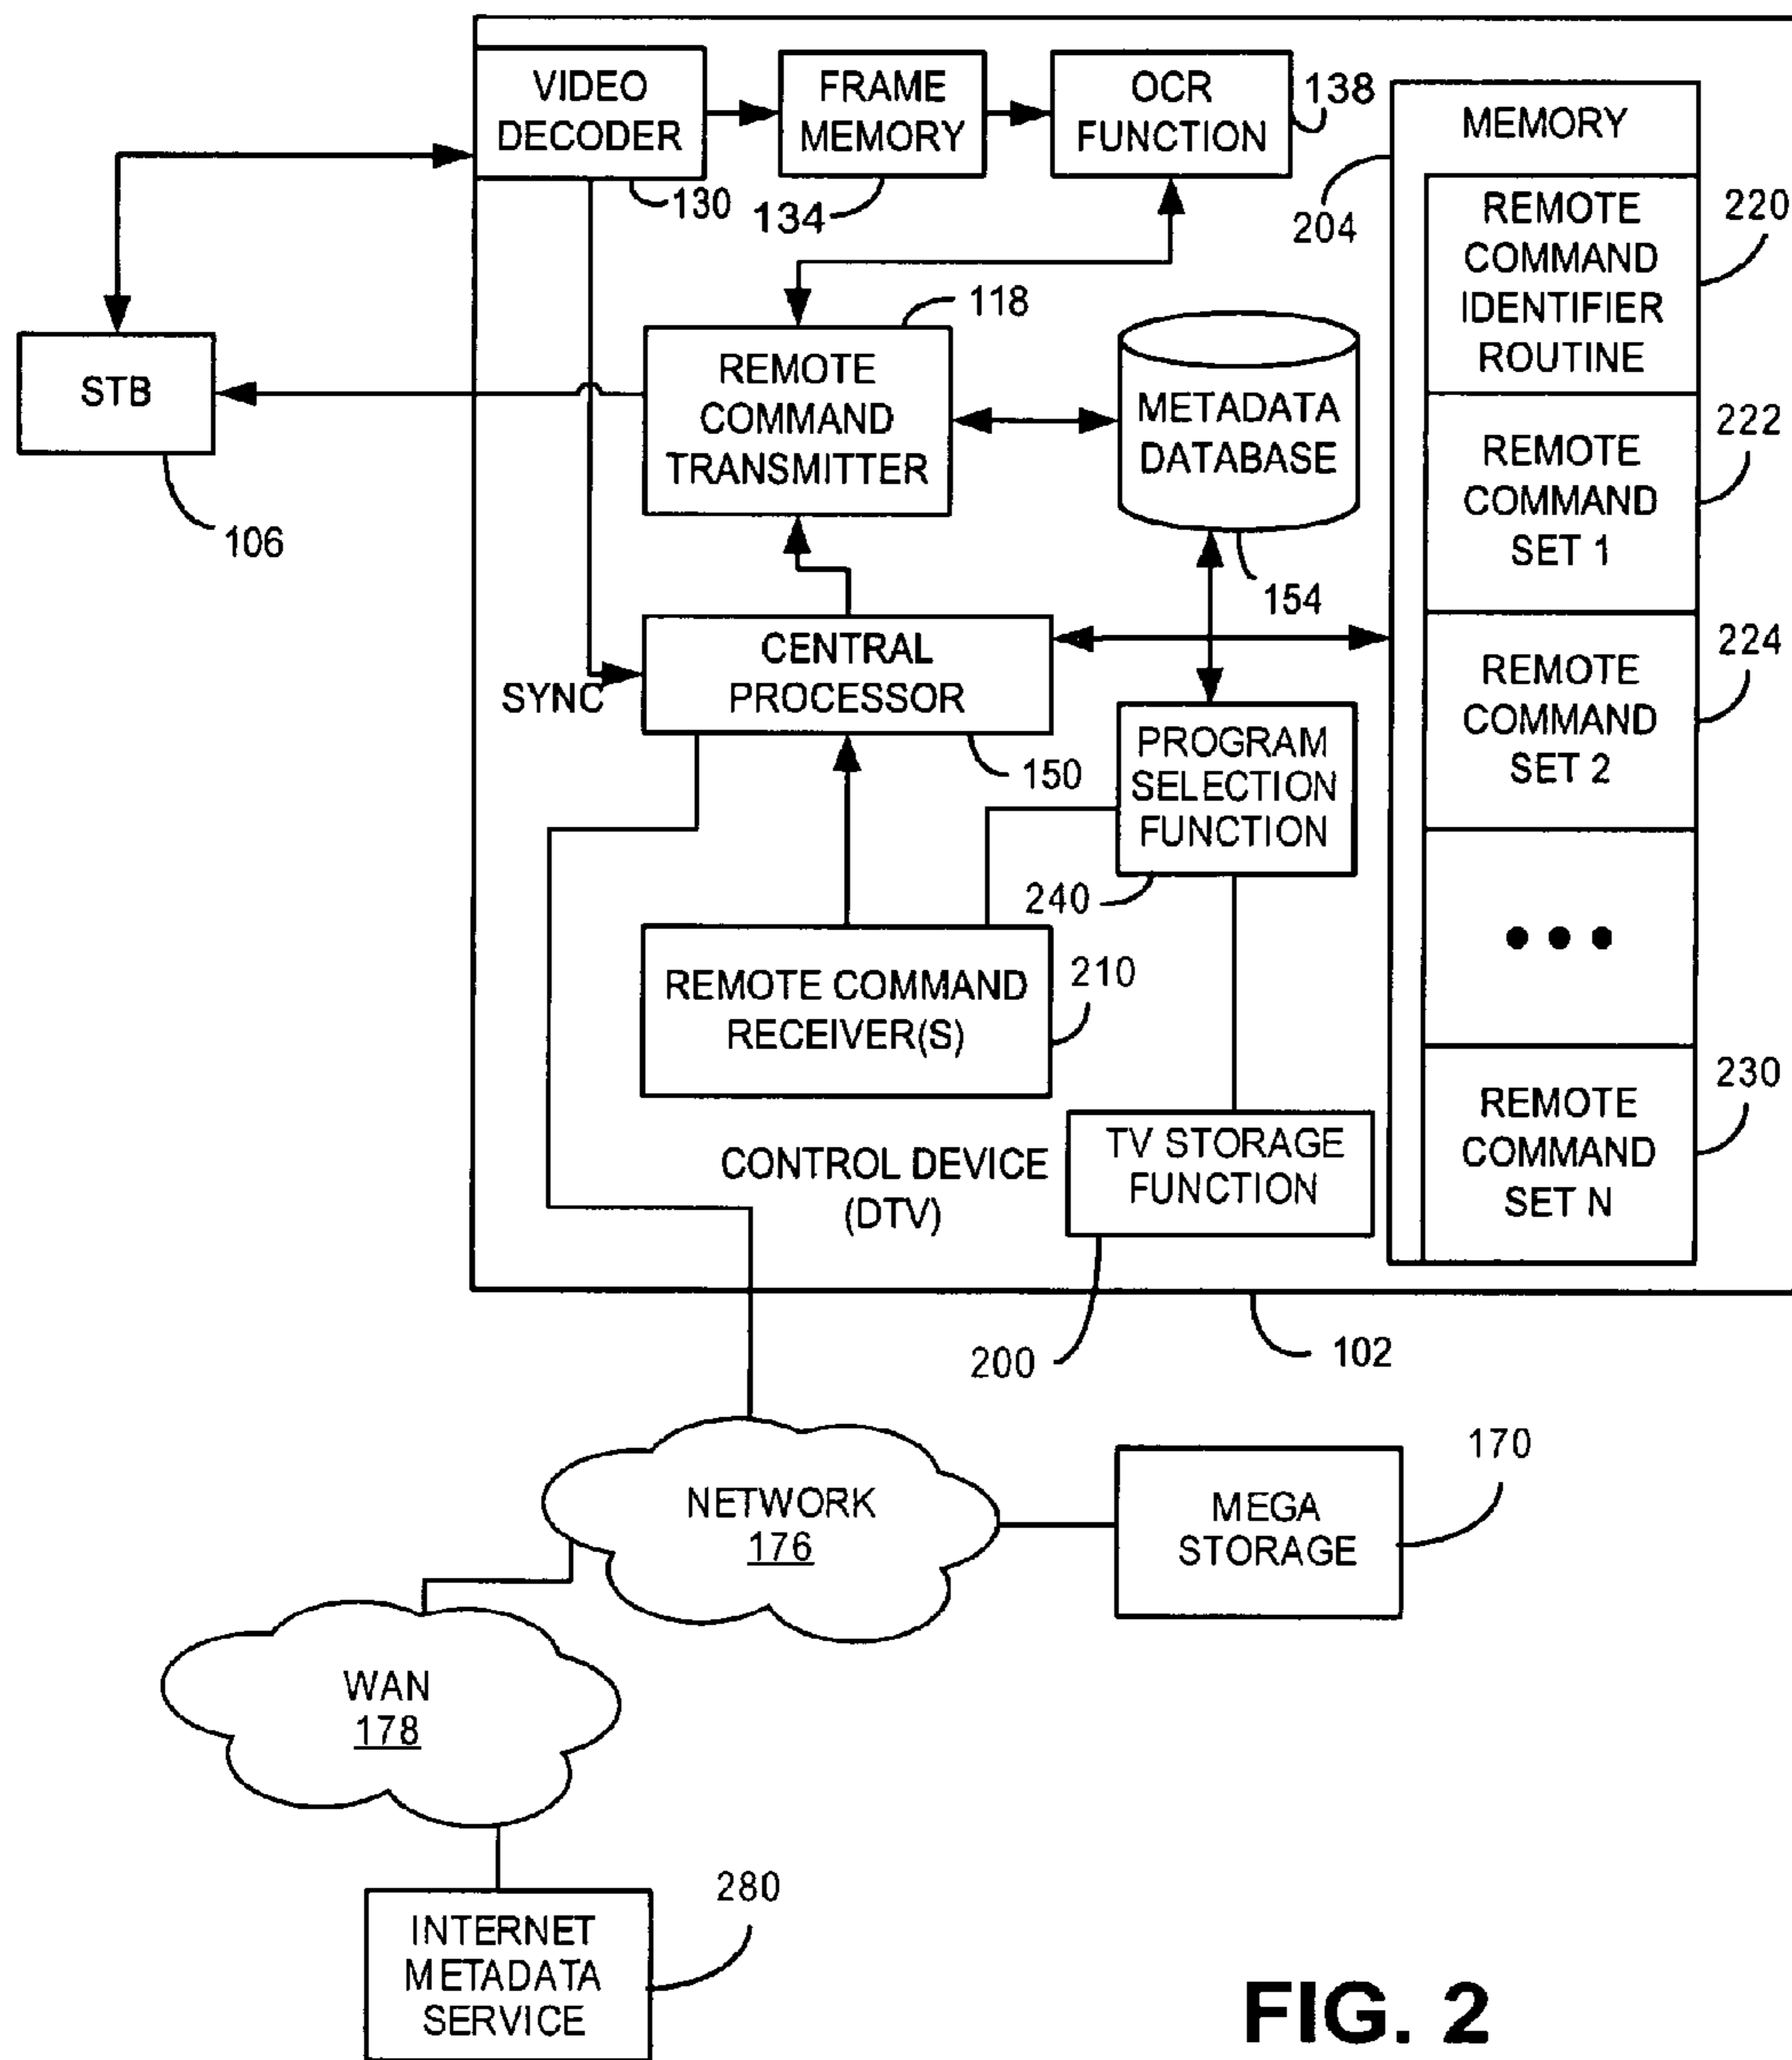 VIDEO
DECODER
130
FRAME
MEMORY
134
OCR
FUNCTION
138
MEMORY
204
REMOTE
COMMAND
IDENTIFIER
ROUTINE
220
118
REMOTE
COMMAND
TRANSMITTER
STB
106
METADATA
DATABASE
154
REMOTE
COMMAND
SET 1
222
SYNC
CENTRAL
PROCESSOR
150
REMOTE
COMMAND
SET 2
224
PROGRAM
SELECTION
FUNCTION
240
REMOTE COMMAND
RECEIVER(S)
210
REMOTE
COMMAND
SET N
230
CONTROL DEVICE
(DTV)
TV STORAGE
FUNCTION
200
102
NETWORK
176
MEGA
STORAGE
170
WAN
178
INTERNET
METADATA
SERVICE
280
FIG. 2